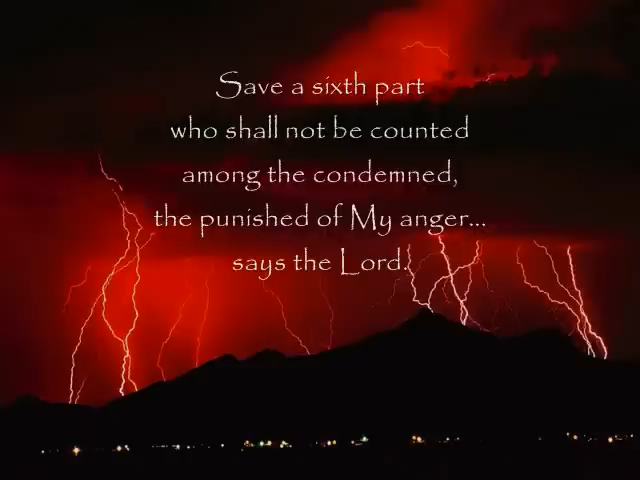 Save a sixth part
who shall not be counted
among the condemned,
the punished of My anger...
says the Lord.